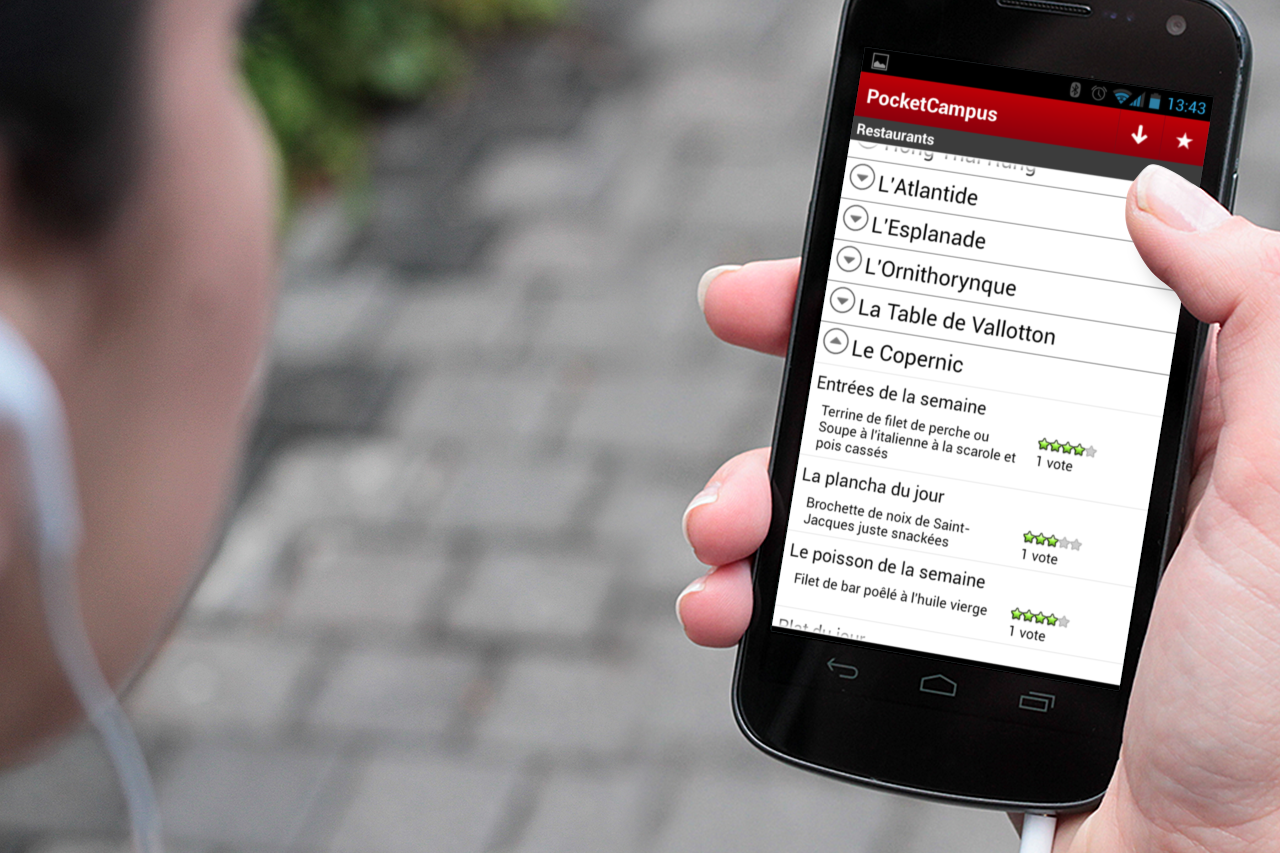 13:43
PocketCampus
Restaurants
L'Atlantide
L'Esplanade
L'Ornithorynque
La Table de Vallotton
Le Copernic
Entrées de la semaine
Terrine de filet de perche ou
Soupe à l'italienne à la scarole et
pois cassés
1 vote
La plancha du jour
Brochette de noix de Saint-
Jacques juste snackées
1 vote
Le poisson de la semaine
Filet de bar poêlé à l'huile vierge
1 vote
Plat du jour